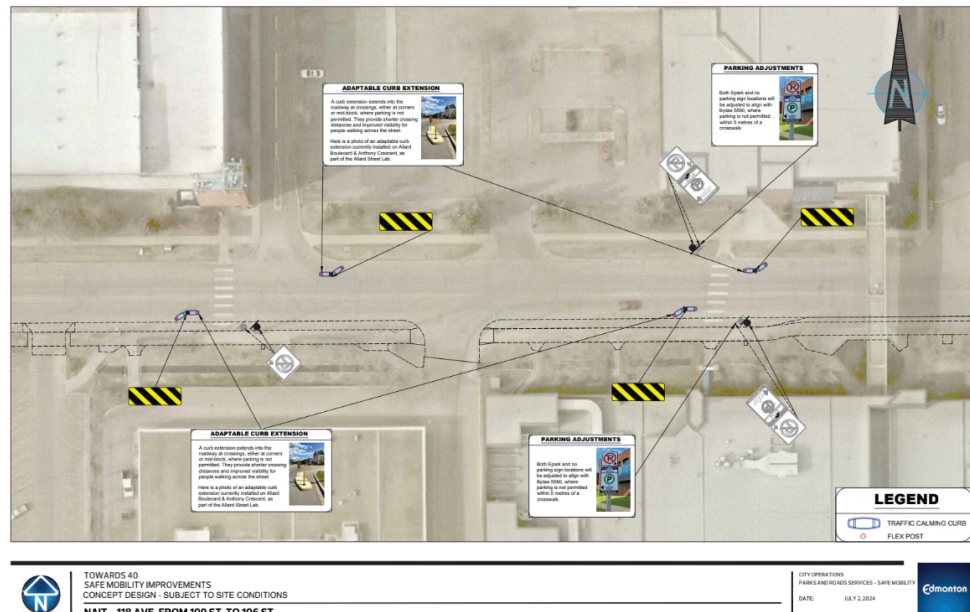 ADAPTABLE CURB EXTENSION
A curb extension extends into the
roadway at crossings, either at corners
or mid-block, where parking is not
permitted. They provide shorter crossing
distances and improved visibility for
people walking across the street.
Here is a photo of an adaptable curb
extension currently installed on Allard
Boulevard & Anthony Crescent, as
part of the Allard Street Lab.
PARKING ADJUSTMENTS
Both Epark and no
parking sign locations will
be adjusted to align with
Bylaw 5590, where
parking is not permitted
within 5 metres of a
crosswalk.
N
ADAPTABLE CURB EXTENSION
A curb extension extends into the
roadway at crossings, either at corners
or mid-block, where parking is not
permitted. They provide shorter crossing
distances and improved visibility for
people walking across the street.
Here is a photo of an adaptable curb
extension currently installed on Allard
Boulevard & Anthony Crescent, as
part of the Allard Street Lab.
PARKING ADJUSTMENTS
Both Epark and no
parking sign locations will
be adjusted to align with
Bylaw 5590, where
parking is not permitted
within 5 metres of a
crosswalk.
LEGEND
TRAFFIC CALMING CURB
FLEX POST
N
TOWARDS 40
SAFE MOBILITY IMPROVEMENTS
CONCEPT DESIGN - SUBJECT TO SITE CONDITIONS
NAIT - 118 AVE FROM 109 ST TO 106 ST
CITY OPERATIONS
PARKS AND ROADS SERVICES - SAFE MOBILITY
DATE: JULY 2, 2024
Edmonton